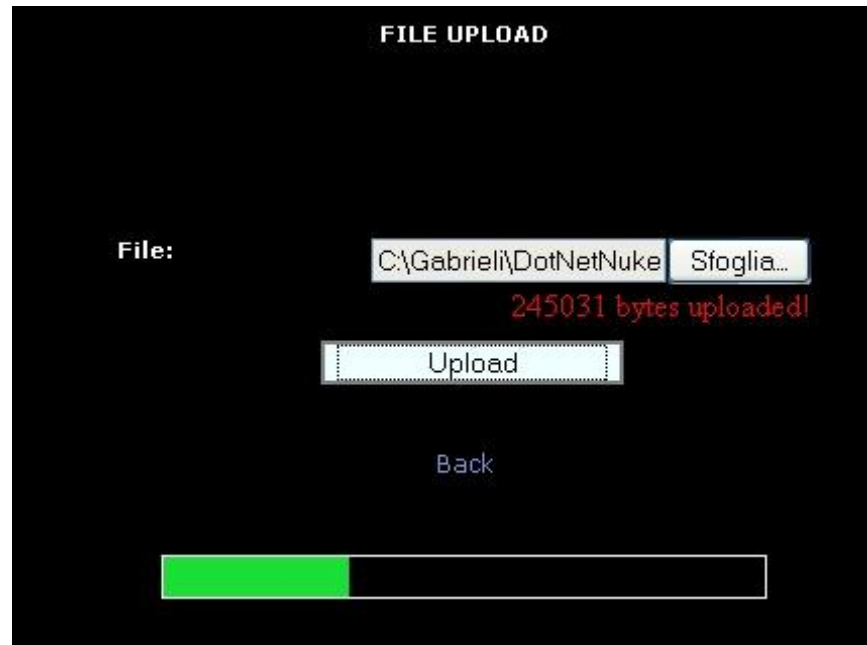 FILE UPLOAD
File: C:\Gabrieli\DotNetNuke Sfoglia...
245031 bytes uploaded!
Upload
Back